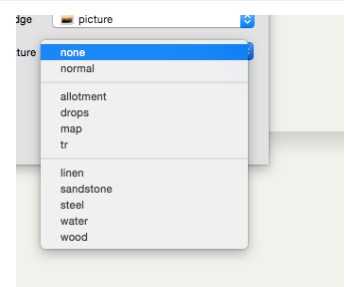 dge picture
ture none
normal
allotment
drops
map
tr
linen
sandstone
steel
water
wood